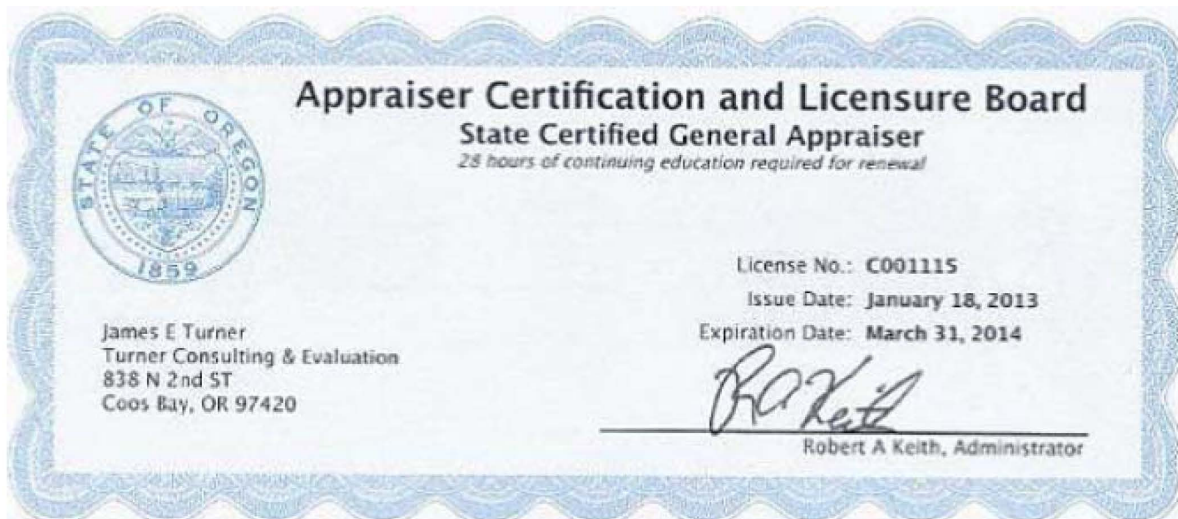 Appraiser Certification and Licensure Board
State Certified General Appraiser
28 hours of continuing education required for renewal
STATE OF OREGON
1859
License No.: C001115
Issue Date: January 18, 2013
Expiration Date: March 31, 2014
James E Turner
Turner Consulting & Evaluation
838 N 2nd ST
Coos Bay, OR 97420
RA Keith
Robert A Keith, Administrator